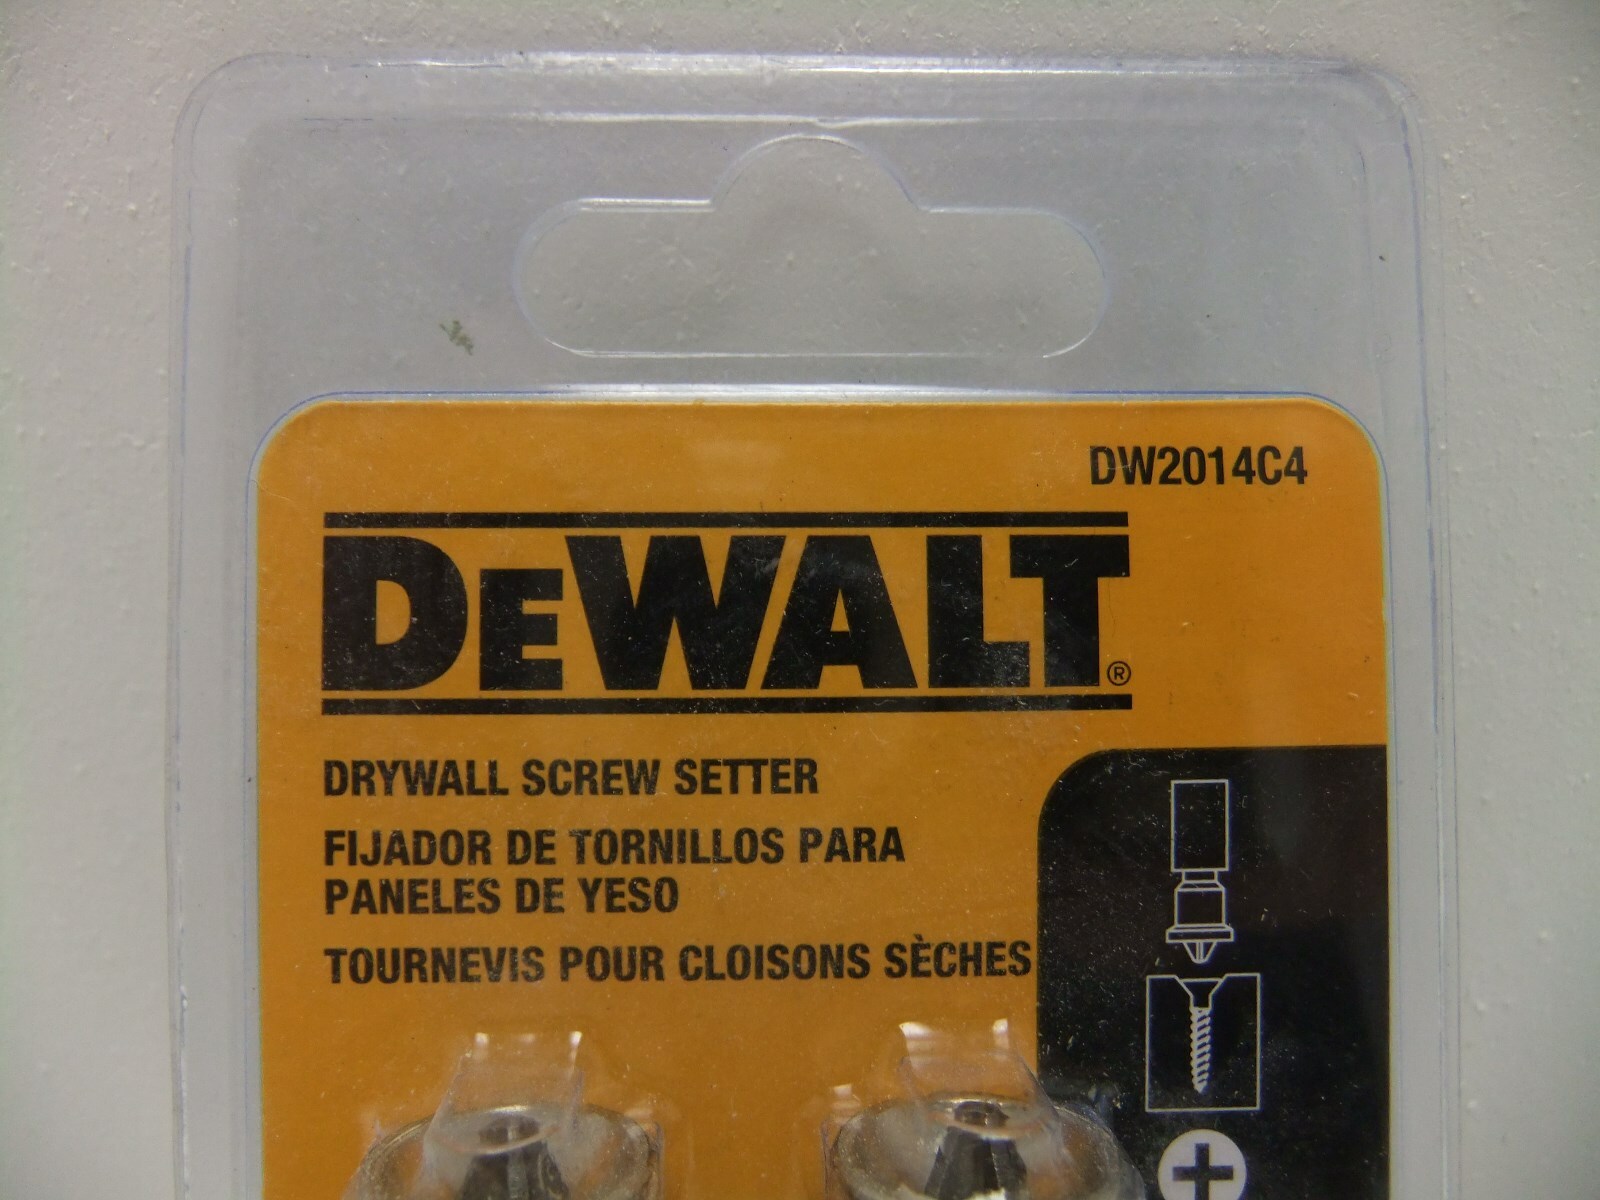 DW2014C4
DEWALT®
DRYWALL SCREW SETTER
FIJADOR DE TORNILLOS PARA
PANELES DE YESO
TOURNEVIS POUR CLOISONS SÈCHES